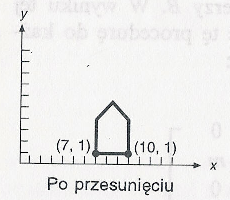 y
(7, 1)
(10, 1)
x
Po przesunięciu